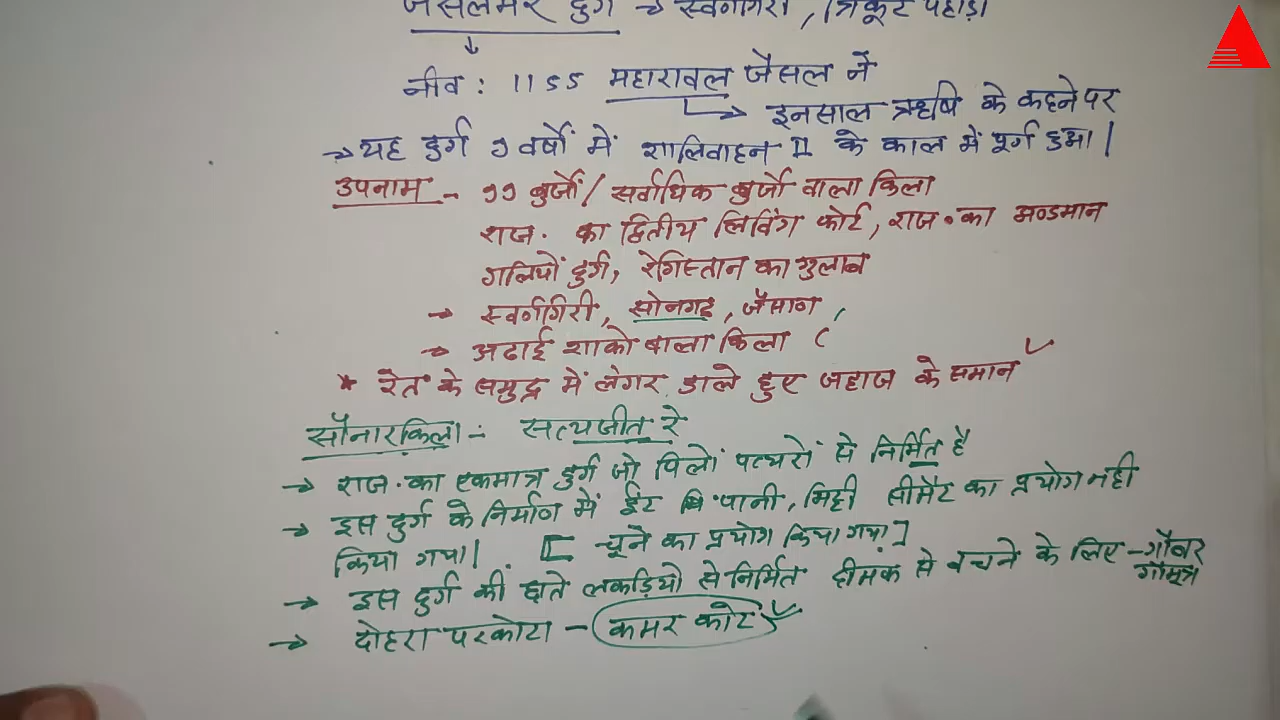 जैसलमेर दुर्ग → स्वर्णगिरी, त्रिकूट पहाड़ी
नींव : 1155 महारावल जैसल ने
→ इनसाल ऋषि के कहने पर
→ यह दुर्ग 7 वर्षों में शालिवाहन II के काल में पूर्ण हुआ।
उपनाम - 99 बुर्जो / सर्वाधिक बुर्जो वाला किला
राज. का द्वितीय लिविंग फोर्ट, राज. का अण्डमान
गलियों दुर्ग, रेगिस्तान का गुलाब
→ स्वर्णगिरी, सोनगढ़, जैसाण,
→ अढाई शाको वाला किला (
* रेत के समुद्र में लंगर डाले हुए जहाज के समान
सोनारकिला :- सत्यजीत रे
→ राज. का एकमात्र दुर्ग जो पिलो पत्थरों से निर्मित है
→ इस दुर्ग के निर्माण में ईट पानी, मिट्टी सीमेंट का प्रयोग नही
किया गया। [चूने का प्रयोग किया गया]
→ इस दुर्ग की छते लकड़ियो से निर्मित दीमक से बचने के लिए - गौबर
गौमूत्र
→ दोहरा परकोटा - कमर कोट